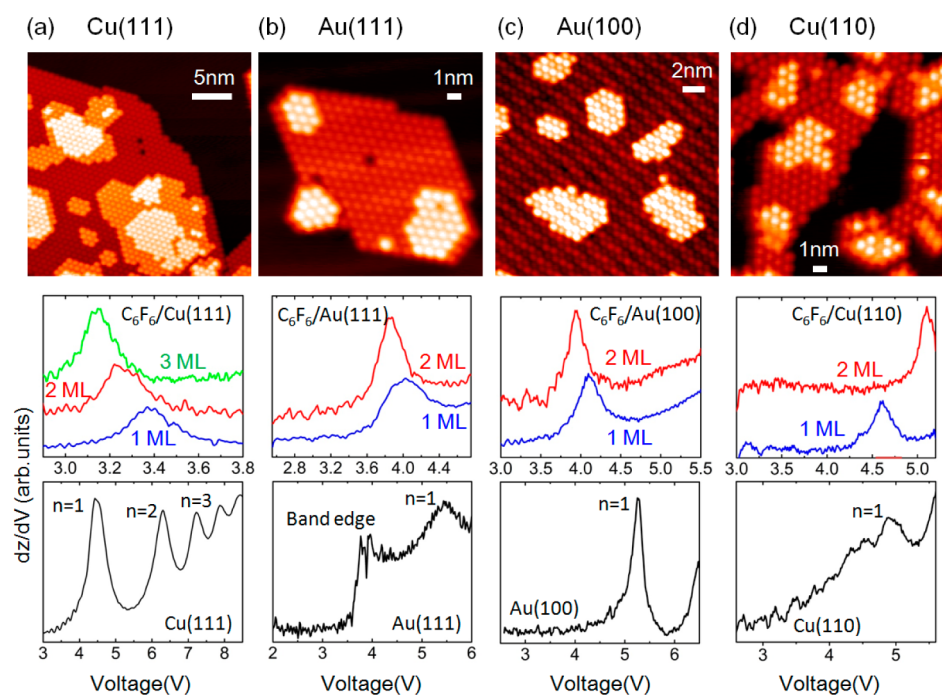 (a) Cu(111) (b) Au(111) (c) Au(100) (d) Cu(110)
5nm 1nm 2nm 1nm
C6F6/Cu(111) C6F6/Au(111) C6F6/Au(100) C6F6/Cu(110)
3 ML 2 ML 2 ML 2 ML
2 ML 1 ML 1 ML 1 ML
1 ML
3.0 3.2 3.4 3.6 3.8 3.0 3.6 4.0 4.4 3.0 3.5 4.0 4.5 5.0 5.5 3.0 3.5 4.0 4.5 5.0
dz/dV (arb.units)
n=1 n=2 n=3 Band edge n=1 n=1 n=1
Cu(111) Au(111) Au(100) Cu(110)
3 4 5 6 7 8 2 4 6 3 4 5 6 3 4 5
Voltage(V) Voltage(V) Voltage(V) Voltage(V)